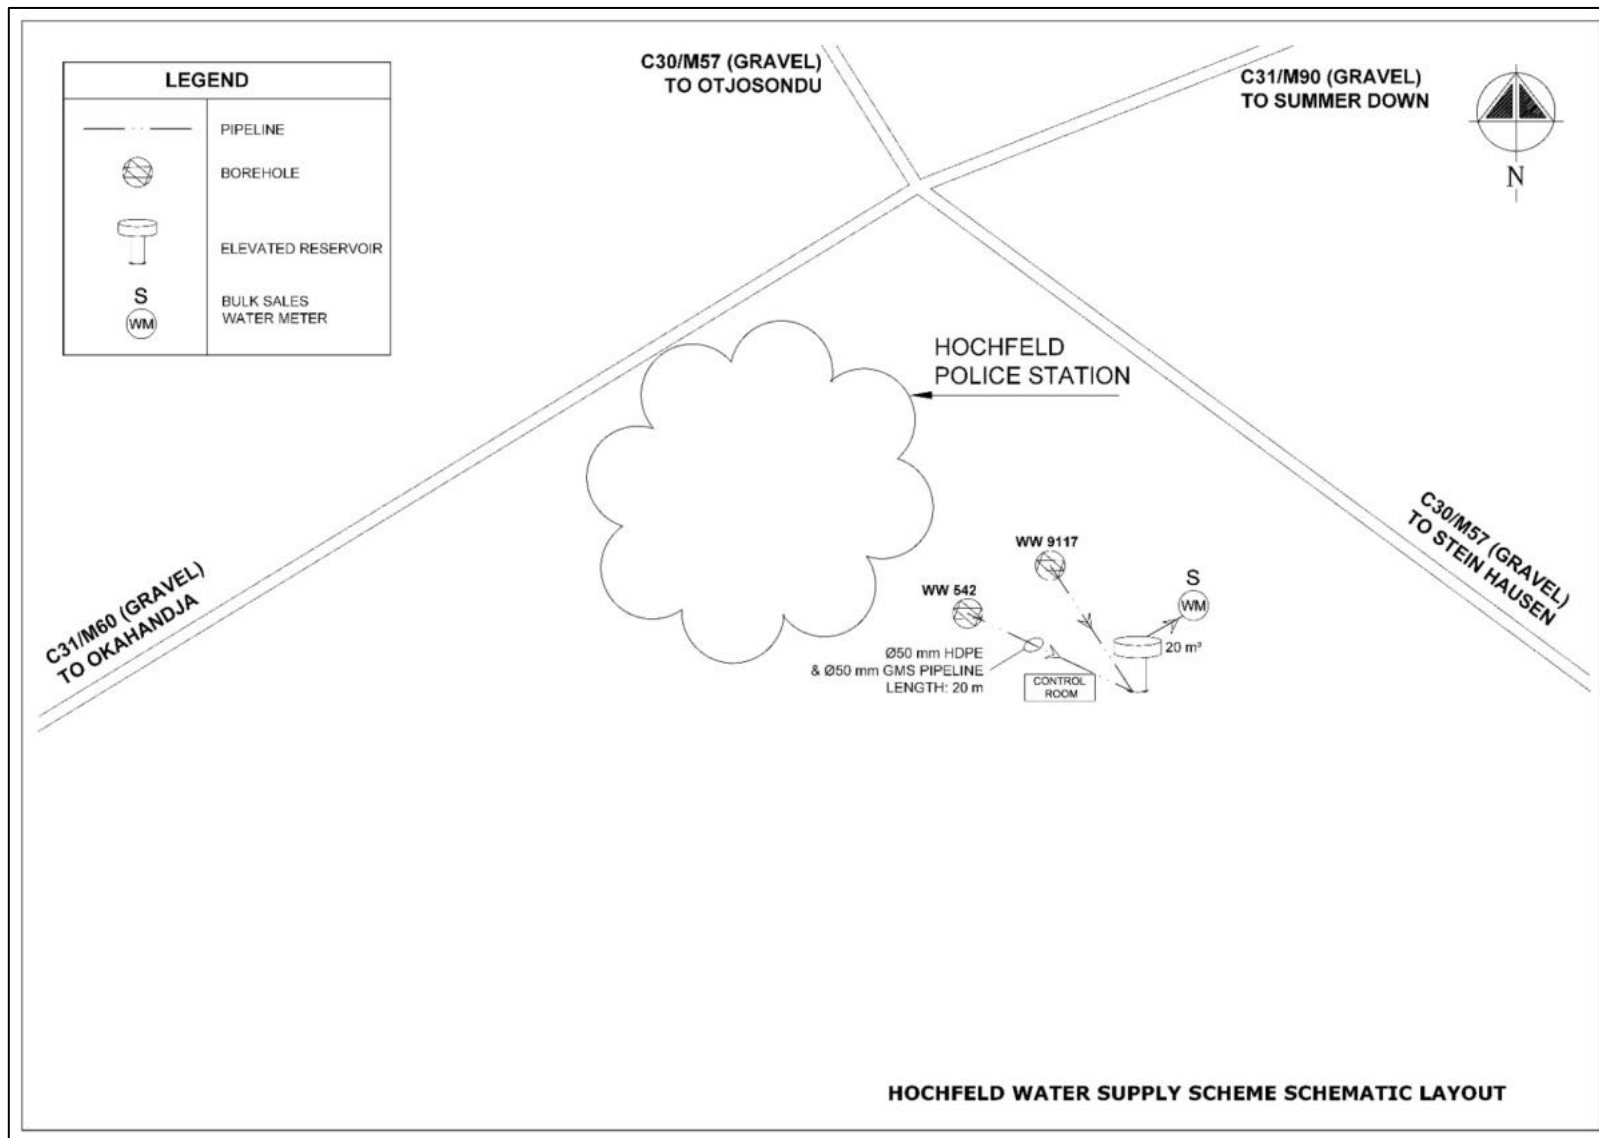 LEGEND
PIPELINE
BOREHOLE
ELEVATED RESERVOIR
S
WM
BULK SALES
WATER METER
C30/M57 (GRAVEL)
TO OTJOSONDU
C31/M90 (GRAVEL)
TO SUMMER DOWN
N
HOCHFELD
POLICE STATION
C31/M60 (GRAVEL)
TO OKAHANDJA
C30/M57 (GRAVEL)
TO STEIN HAUSEN
WW 9117
WW 542
S
WM
20 m³
Ø50 mm HDPE
& Ø50 mm GMS PIPELINE
LENGTH: 20 m
CONTROL
ROOM
HOCHFELD WATER SUPPLY SCHEME SCHEMATIC LAYOUT